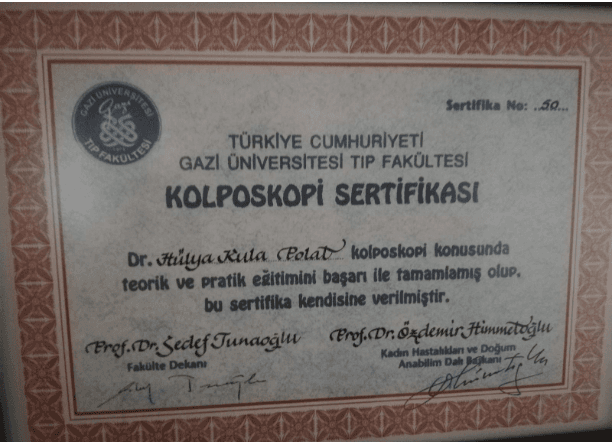 GAZİ ÜNİVERSİTESİ
Gazi
TIP FAKÜLTESİ
Sertifika No: ..50...
TÜRKİYE CUMHURİYETİ
GAZİ ÜNİVERSİTESİ TIP FAKÜLTESİ
KOLPOSKOPİ SERTİFİKASI
Dr. Hülya Kula Polat kolposkopi konusunda
teorik ve pratik eğitimini başarı ile tamamlamış olup,
bu sertifika kendisine verilmiştir.
Prof. Dr. Sedef Tunaoğlu
Fakülte Dekanı
Prof. Dr. Özdemir Himmetoğlu
Kadın Hastalıkları ve Doğum
Anabilim Dalı Başkanı